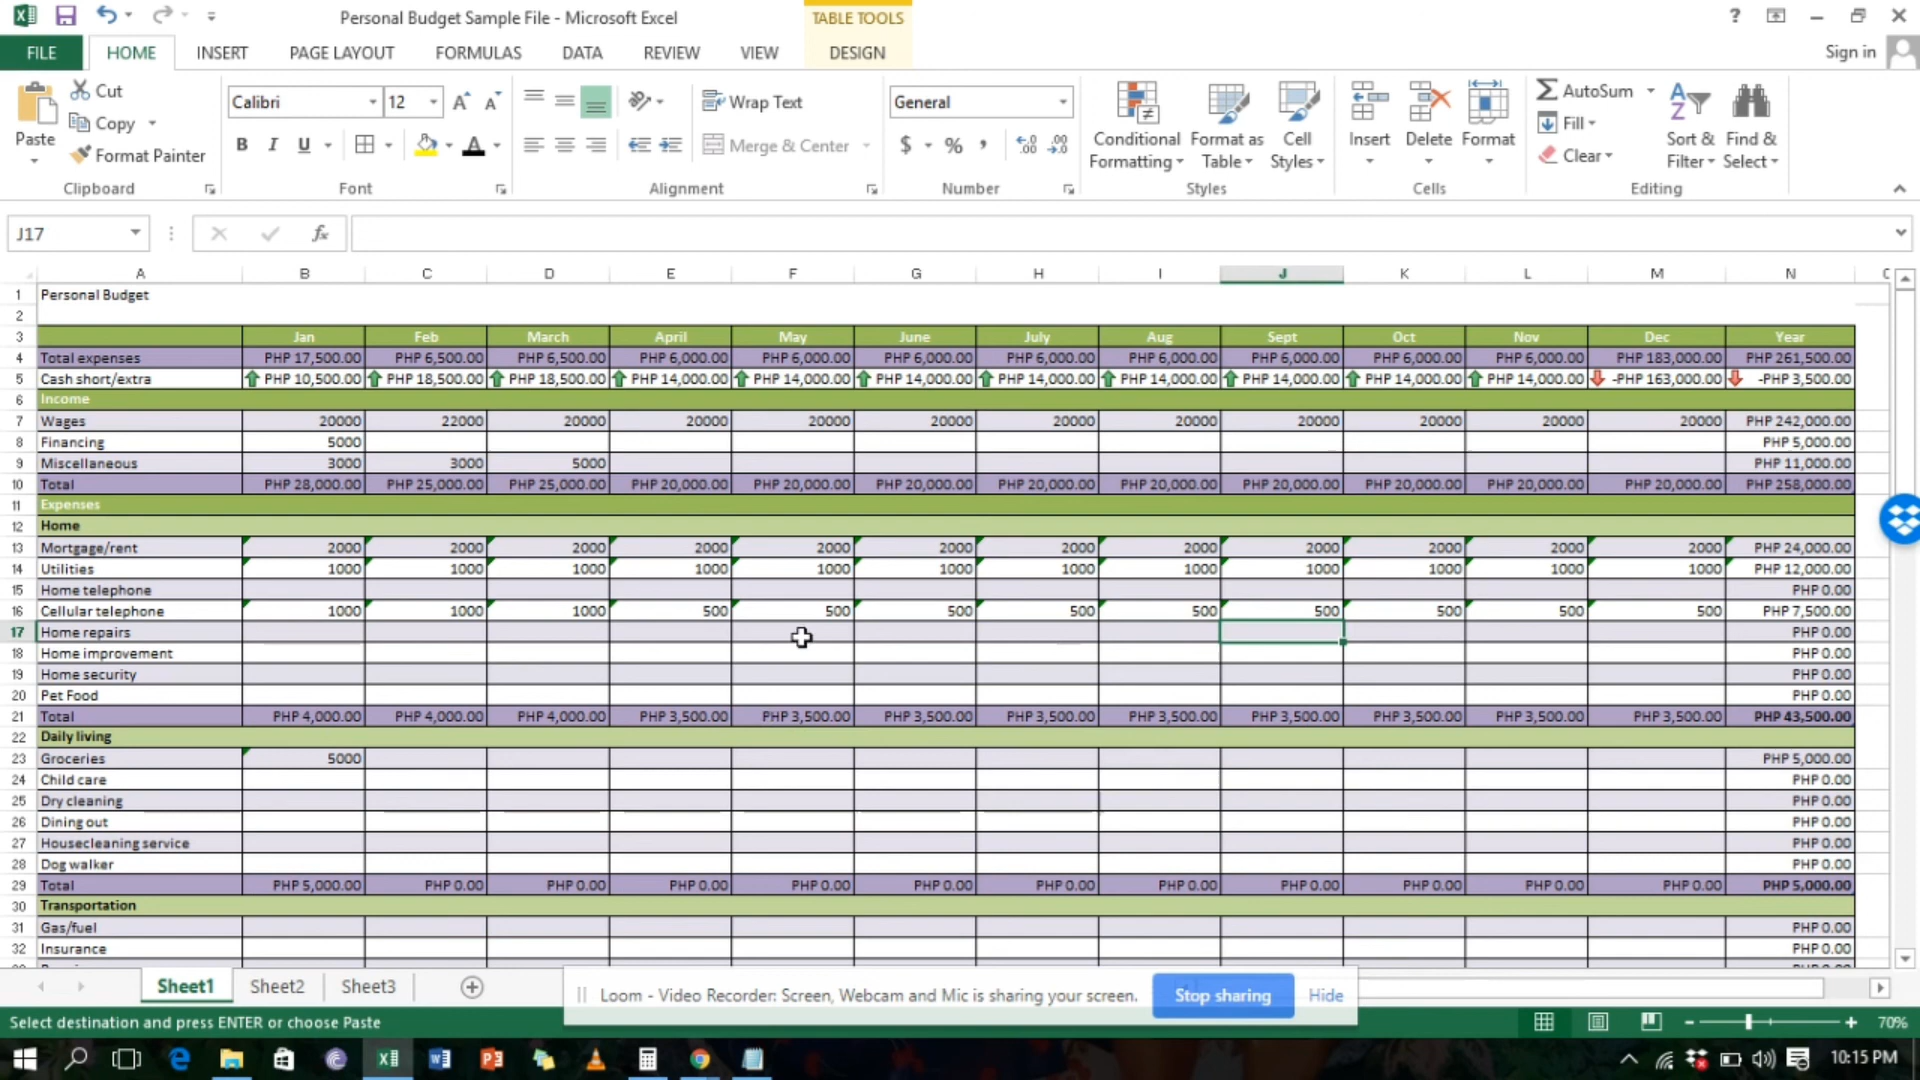 Personal Budget Sample File - Microsoft Excel
TABLE TOOLS
?
FILE HOME INSERT PAGE LAYOUT FORMULAS DATA REVIEW VIEW DESIGN
Sign in
Paste
Cut
Copy
Format Painter
Clipboard
Calibri 12
B I U A
Font
Wrap Text
Merge & Center
Alignment
General
$ % ,
Number
Conditional Formatting
Format as Table
Cell Styles
Styles
Insert Delete Format
Cells
AutoSum
Fill
Clear
Sort & Filter
Find & Select
Editing
J17 fx
A B C D E F G H I J K L M N
1 Personal Budget
2
3 Jan Feb March April May June July Aug Sept Oct Nov Dec Year
4 Total expenses PHP 17,500.00 PHP 6,500.00 PHP 6,500.00 PHP 6,000.00 PHP 6,000.00 PHP 6,000.00 PHP 6,000.00 PHP 6,000.00 PHP 6,000.00 PHP 6,000.00 PHP 6,000.00 PHP 183,000.00 PHP 261,500.00
5 Cash short/extra PHP 10,500.00 PHP 18,500.00 PHP 18,500.00 PHP 14,000.00 PHP 14,000.00 PHP 14,000.00 PHP 14,000.00 PHP 14,000.00 PHP 14,000.00 PHP 14,000.00 PHP 14,000.00 -PHP 163,000.00 -PHP 3,500.00
6 Income
7 Wages 20000 22000 20000 20000 20000 20000 20000 20000 20000 20000 20000 20000 PHP 242,000.00
8 Financing 5000 PHP 5,000.00
9 Miscellaneous 3000 3000 5000 PHP 11,000.00
10 Total PHP 28,000.00 PHP 25,000.00 PHP 25,000.00 PHP 20,000.00 PHP 20,000.00 PHP 20,000.00 PHP 20,000.00 PHP 20,000.00 PHP 20,000.00 PHP 20,000.00 PHP 20,000.00 PHP 20,000.00 PHP 258,000.00
11 Expenses
12 Home
13 Mortgage/rent 2000 2000 2000 2000 2000 2000 2000 2000 2000 2000 2000 2000 PHP 24,000.00
14 Utilities 1000 1000 1000 1000 1000 1000 1000 1000 1000 1000 1000 1000 PHP 12,000.00
15 Home telephone PHP 0.00
16 Cellular telephone 1000 1000 1000 500 500 500 500 500 500 500 500 500 PHP 7,500.00
17 Home repairs PHP 0.00
18 Home improvement PHP 0.00
19 Home security PHP 0.00
20 Pet Food PHP 0.00
21 Total PHP 4,000.00 PHP 4,000.00 PHP 4,000.00 PHP 3,500.00 PHP 3,500.00 PHP 3,500.00 PHP 3,500.00 PHP 3,500.00 PHP 3,500.00 PHP 3,500.00 PHP 3,500.00 PHP 3,500.00 PHP 43,500.00
22 Daily living
23 Groceries 5000 PHP 5,000.00
24 Child care PHP 0.00
25 Dry cleaning PHP 0.00
26 Dining out PHP 0.00
27 Housecleaning service PHP 0.00
28 Dog walker PHP 0.00
29 Total PHP 5,000.00 PHP 0.00 PHP 0.00 PHP 0.00 PHP 0.00 PHP 0.00 PHP 0.00 PHP 0.00 PHP 0.00 PHP 0.00 PHP 0.00 PHP 0.00 PHP 5,000.00
30 Transportation
31 Gas/fuel PHP 0.00
32 Insurance PHP 0.00
Sheet1 Sheet2 Sheet3
Loom - Video Recorder: Screen, Webcam and Mic is sharing your screen. Stop sharing Hide
Select destination and press ENTER or choose Paste
70%
10:15 PM